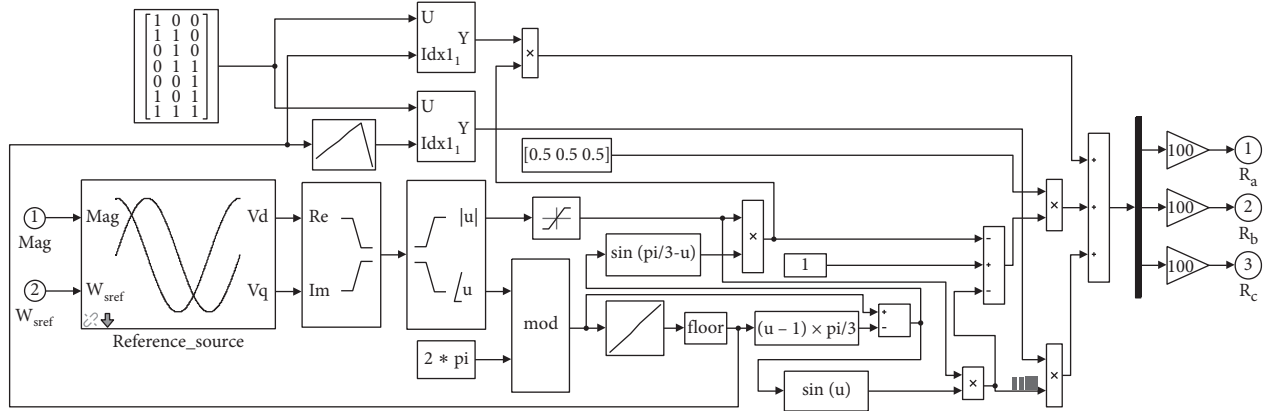 1 0 0
1 1 0
0 1 0
0 1 1
0 0 1
1 0 1
1 1 1
U
Y
Idx1₁
×
U
Y
Idx1₁
[0.5 0.5 0.5]
×
+
+
+
100
1
R_a
100
2
R_b
100
3
R_c
1
Mag
2
W_sref
Mag
W_sref
Vd
Vq
Reference_source
Re
Im
|u|
∠u
sin (pi/3-u)
×
1
-
+
-
mod
2 * pi
floor
(u – 1) × pi/3
+
-
sin (u)
×
×